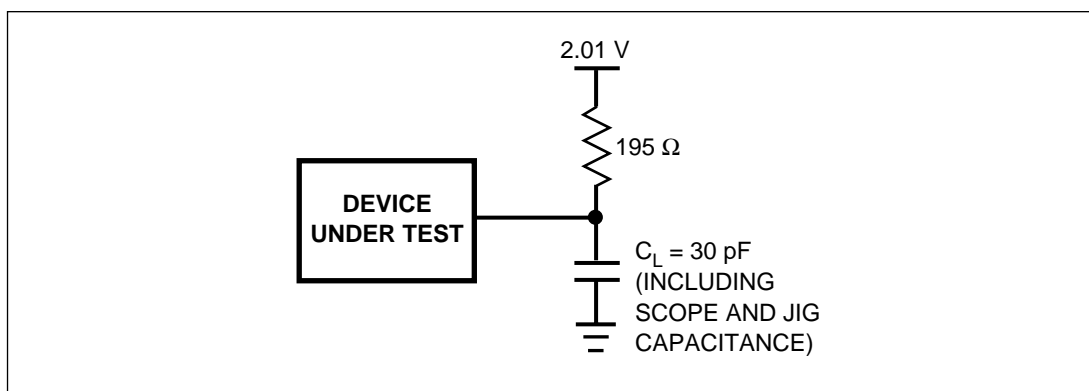 2.01 V
195 Ω
DEVICE
UNDER TEST
C_L = 30 pF
(INCLUDING
SCOPE AND JIG
CAPACITANCE)